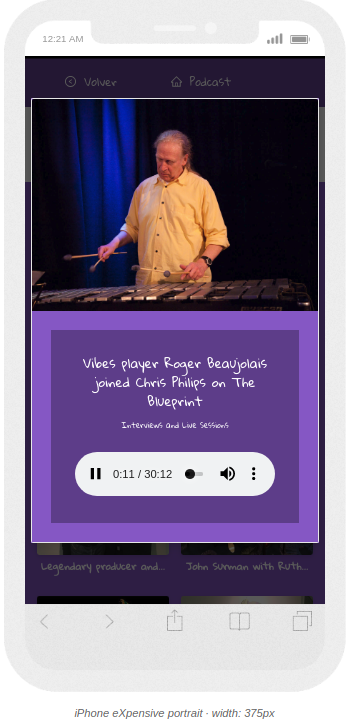 12:21 AM
Volver
Podcast
Vibes player Roger Beaujolais
joined Chris Philips on The
Blueprint
Interviews and Live Sessions
0:11 / 30:12
Legendary producer and...
John Surman with Ruth...
iPhone eXpensive portrait · width: 375px